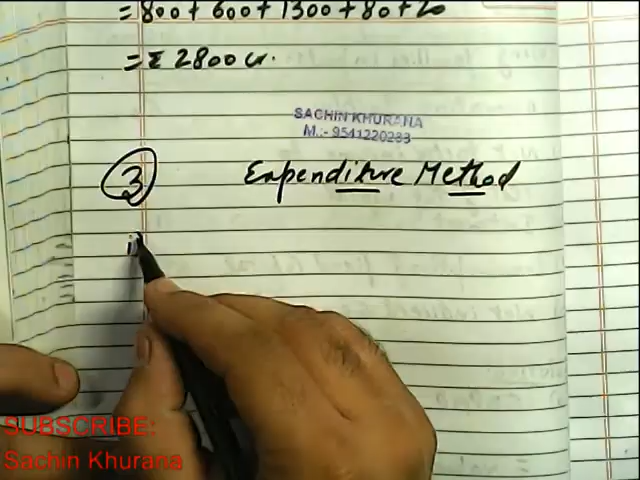 = 800 + 600 + 1300 + 80 + 20
= ₹ 2800 cr.
SACHIN KHURANA
M.:- 9541220283
3 Expenditure Method
SUBSCRIBE:
Sachin Khurana